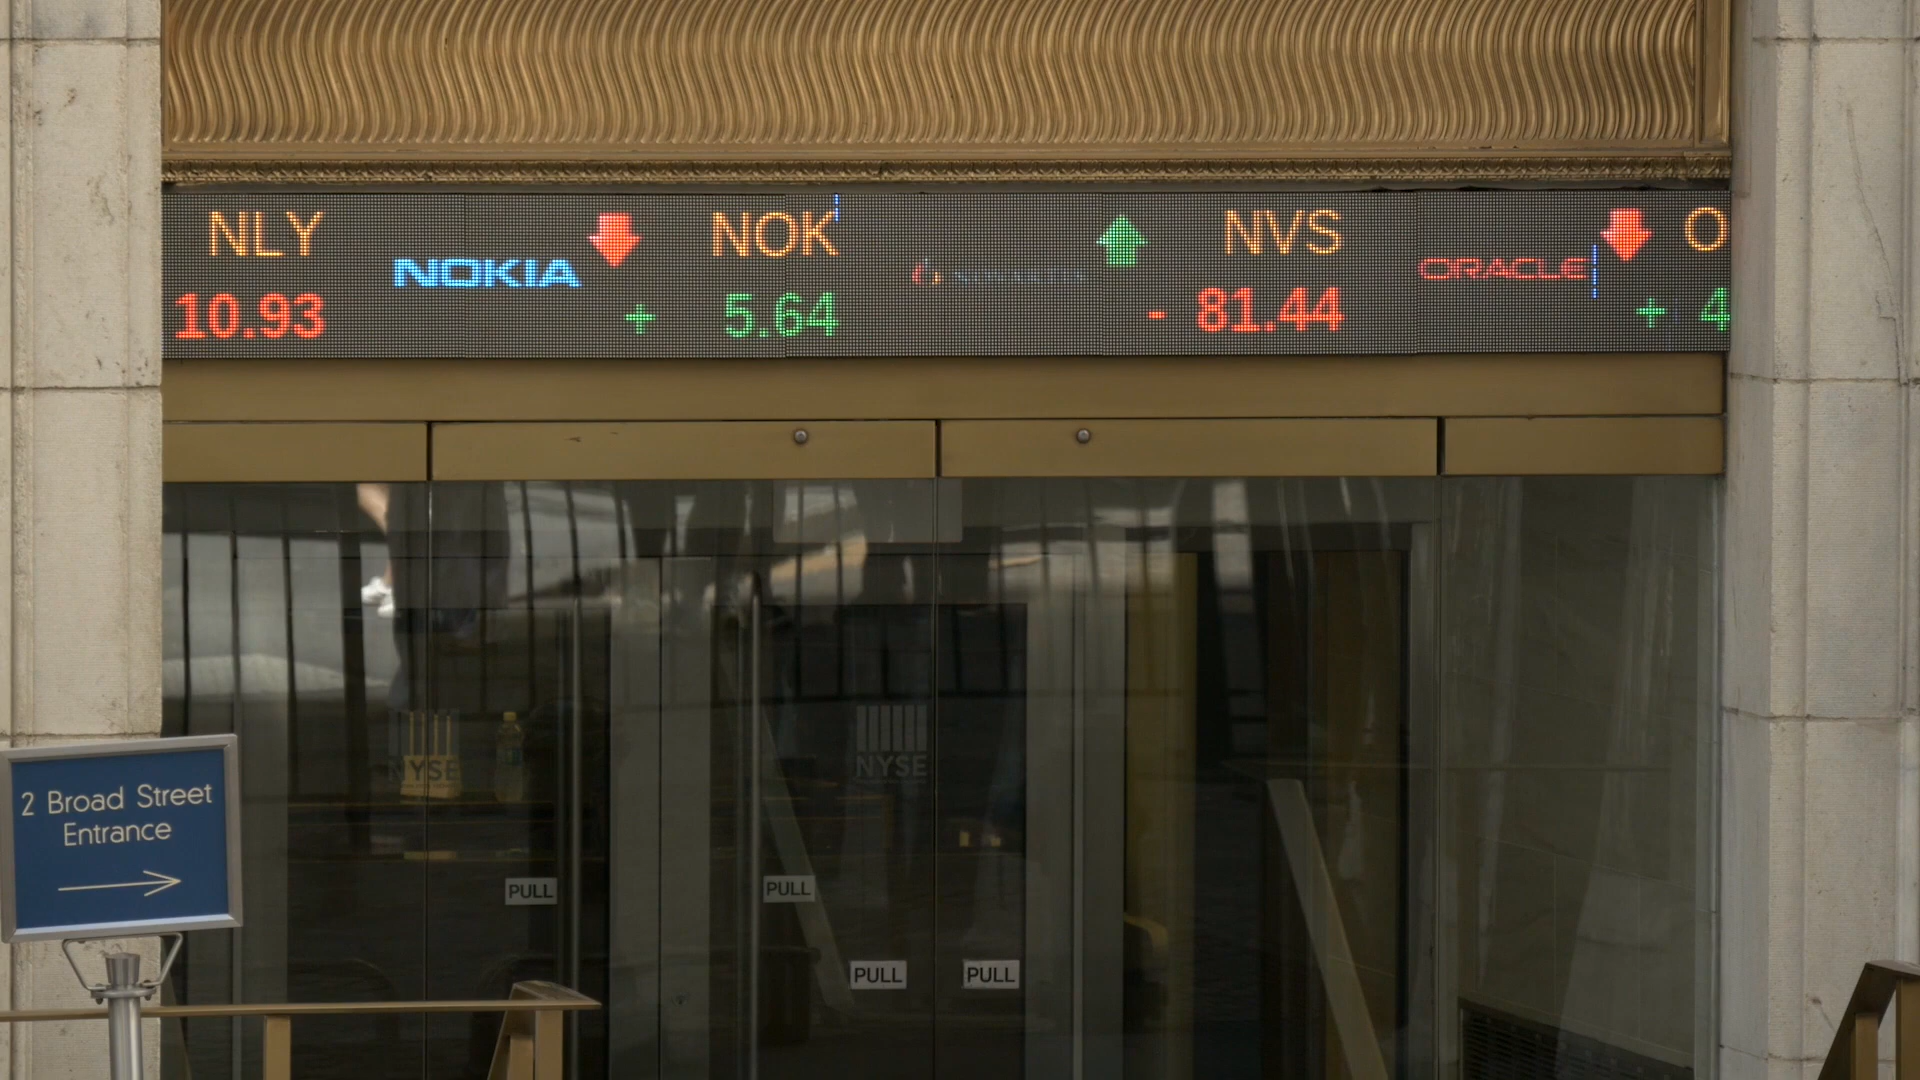 NLY
10.93
NOKIA
NOK
+ 5.64
NVS
- 81.44
ORACLE
O
+ 4
NYSE
NYSE
2 Broad Street
Entrance
PULL
PULL
PULL
PULL